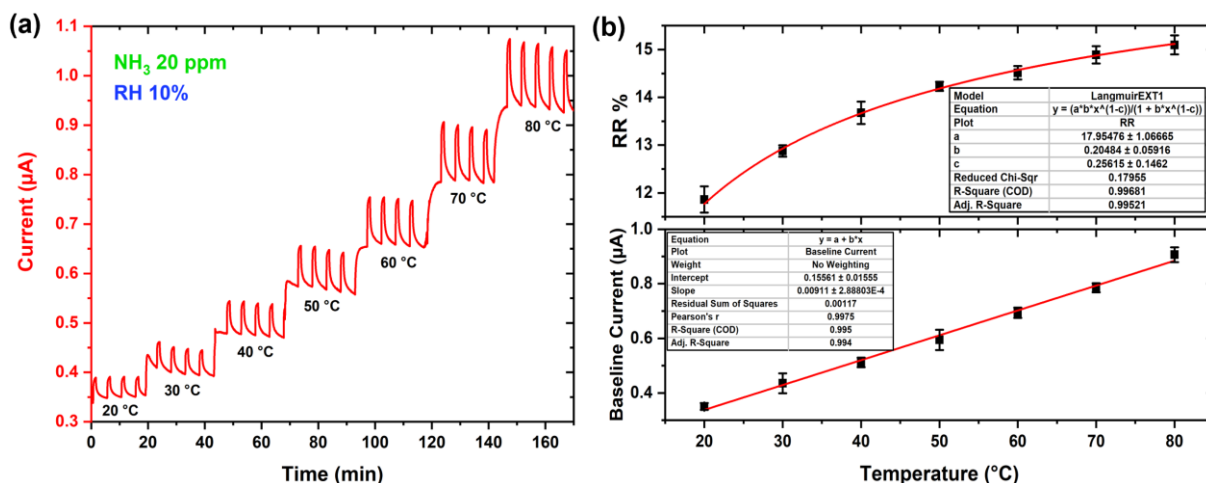 (a)
NH3 20 ppm
RH 10%
Current (µA)
1.1
1.0
0.9
0.8
0.7
0.6
0.5
0.4
0.3
20 °C
30 °C
40 °C
50 °C
60 °C
70 °C
80 °C
0 20 40 60 80 100 120 140 160
Time (min)
(b)
RR %
15
14
13
12
Model LangmuirEXT1
Equation y = (a*b*x^(1-c))/(1 + b*x^(1-c))
Plot RR
a 17.95476 ± 1.06665
b 0.20484 ± 0.05916
c 0.25615 ± 0.1462
Reduced Chi-Sqr 0.17955
R-Square (COD) 0.99681
Adj. R-Square 0.99521
Baseline Current (µA)
1.0
0.8
0.6
0.4
Equation y = a + b*x
Plot Baseline Current
Weight No Weighting
Intercept 0.15561 ± 0.01555
Slope 0.00911 ± 2.88803E-4
Residual Sum of Squares 0.00117
Pearson's r 0.9975
R-Square (COD) 0.995
Adj. R-Square 0.994
20 30 40 50 60 70 80
Temperature (°C)